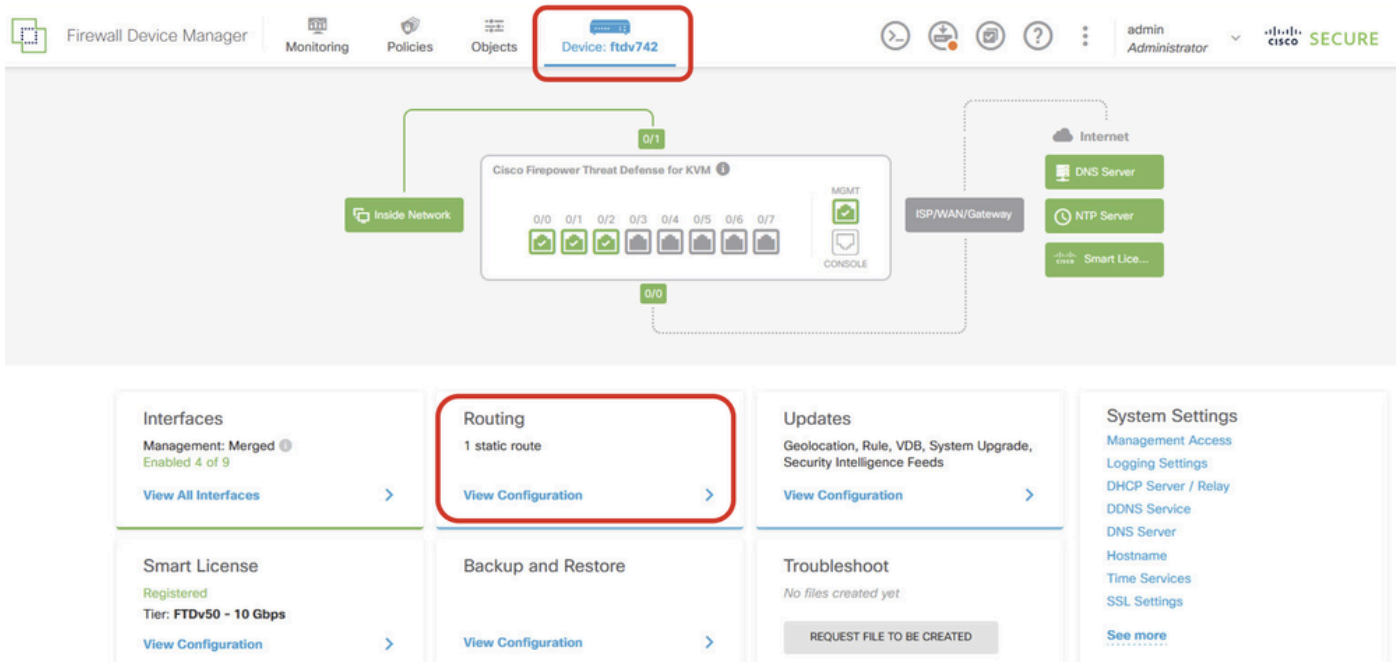 Firewall Device Manager
Monitoring
Policies
Objects
Device: ftdv742
>_
?
admin
Administrator
cisco SECURE
0/1
Internet
Cisco Firepower Threat Defense for KVM i
DNS Server
MGMT
Inside Network
0/0 0/1 0/2 0/3 0/4 0/5 0/6 0/7
ISP/WAN/Gateway
NTP Server
CONSOLE
cisco Smart Lice...
0/0
Interfaces
Management: Merged i
Enabled 4 of 9
View All Interfaces
Routing
1 static route
View Configuration
Updates
Geolocation, Rule, VDB, System Upgrade,
Security Intelligence Feeds
View Configuration
System Settings
Management Access
Logging Settings
DHCP Server / Relay
DDNS Service
DNS Server
Hostname
Time Services
SSL Settings
See more
Smart License
Registered
Tier: FTDv50 - 10 Gbps
View Configuration
Backup and Restore
View Configuration
Troubleshoot
No files created yet
REQUEST FILE TO BE CREATED